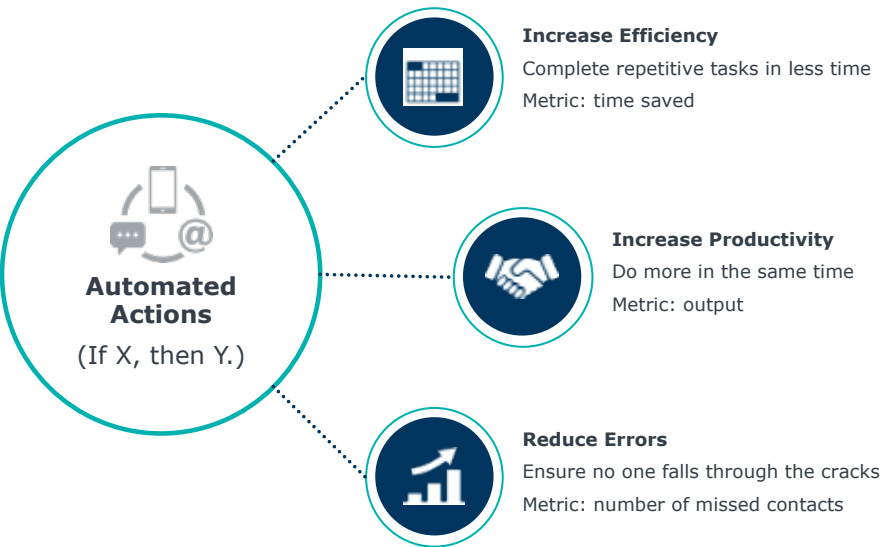 Increase Efficiency
Complete repetitive tasks in less time
Metric: time saved
@
Automated
Actions
(If X, then Y.)
Increase Productivity
Do more in the same time
Metric: output
Reduce Errors
Ensure no one falls through the cracks
Metric: number of missed contacts